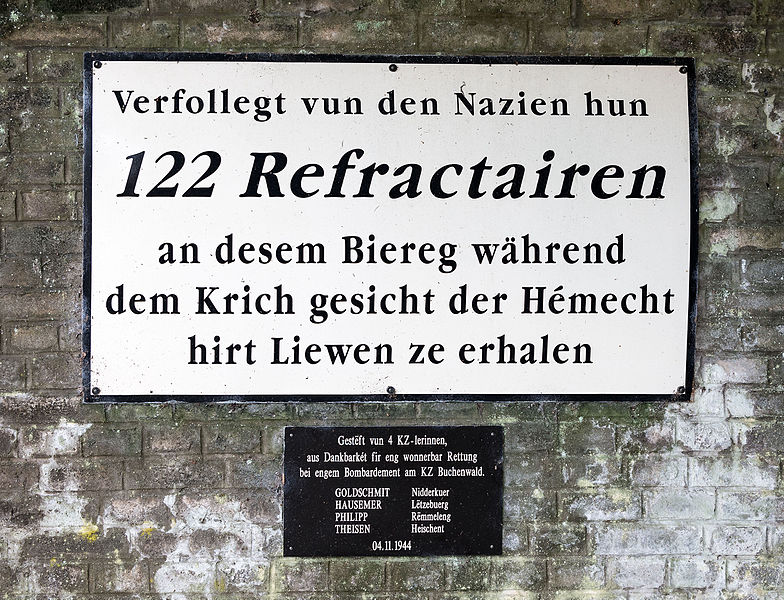 Verfollegt vun den Nazien hun
122 Refractairen
an desem Biereg während
dem Krich gesicht der Hémecht
hirt Liewen ze erhalen
Gestëft vun 4 KZ-lerinnen,
aus Dankbarkét fir eng wonnerbar Rettung
bei engem Bombardement am KZ Buchenwald.
GOLDSCHMIT Nidderkuer
HAUSEMER Lëtzebuerg
PHILIPP Rëmmeleng
THEISEN Heischent
04.11.1944